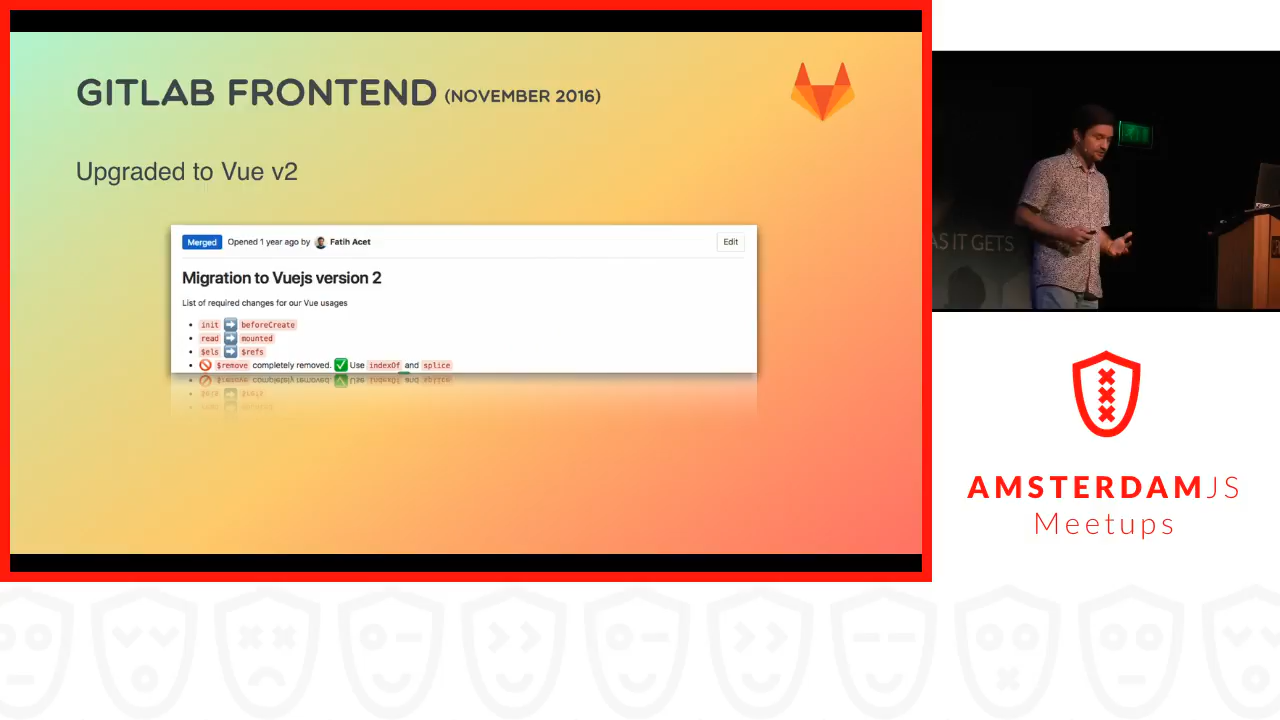 GITLAB FRONTEND (NOVEMBER 2016)
Upgraded to Vue v2
Merged Opened 1 year ago by Fatih Acet Edit
Migration to Vuejs version 2
List of required changes for our Vue usages
• init ➡️ beforeCreate
• read ➡️ mounted
• $els ➡️ $refs
• 🚫 $remove completely removed. ✅ Use indexOf and splice
AS IT GETS
AMSTERDAMJS
Meetups